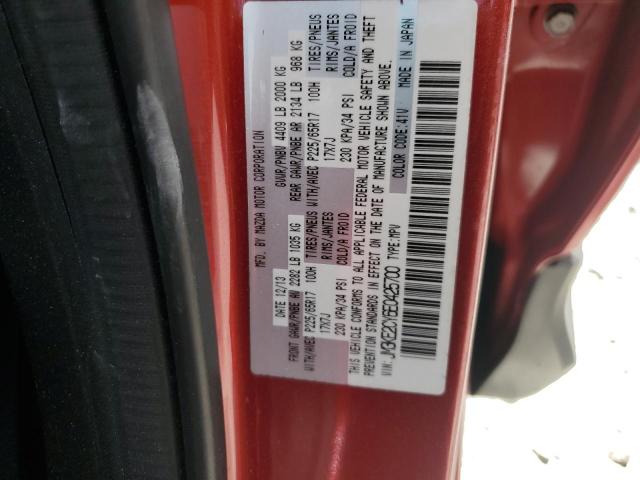 MFD. BY MAZDA MOTOR CORPORATION
DATE: 12/13 GVWR/PNBV 4409 LB 2000 KG
FRONT GAWR/PNBE AV 2282 LB 1035 KG REAR GAWR/PNBE AR 2134 LB 968 KG
WITH/AVEC P225/65R17 100H TIRES/PNEUS WITH/AVEC P225/65R17 100H TIRES/PNEUS
17X7J RIMS/JANTES 17X7J RIMS/JANTES
230 KPA/34 PSI COLD/A FROID 230 KPA/34 PSI COLD/A FROID
THIS VEHICLE CONFORMS TO ALL APPLICABLE FEDERAL MOTOR VEHICLE SAFETY AND THEFT
PREVENTION STANDARDS IN EFFECT ON THE DATE OF MANUFACTURE SHOWN ABOVE.
VIN: JM3KE2CY6E0425700 TYPE:MPV COLOR CODE:41V MADE IN JAPAN